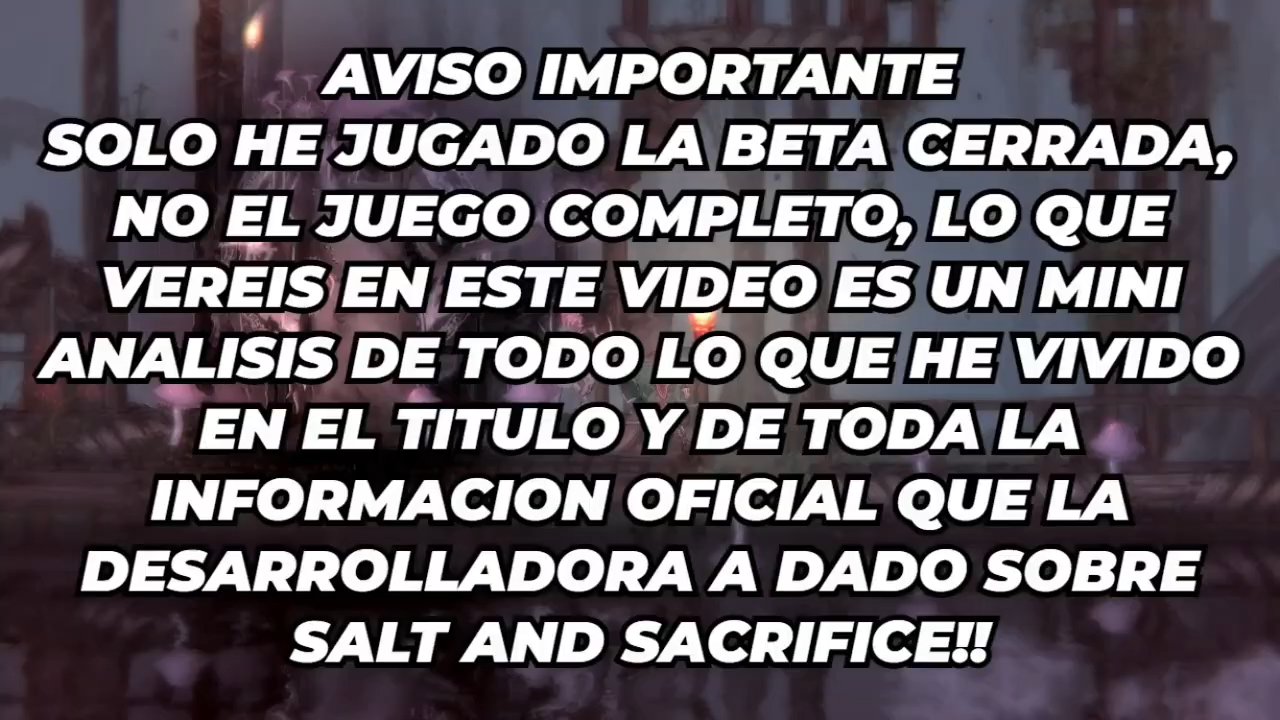 AVISO IMPORTANTE
SOLO HE JUGADO LA BETA CERRADA,
NO EL JUEGO COMPLETO, LO QUE
VEREIS EN ESTE VIDEO ES UN MINI
ANALISIS DE TODO LO QUE HE VIVIDO
EN EL TITULO Y DE TODA LA
INFORMACION OFICIAL QUE LA
DESARROLLADORA A DADO SOBRE
SALT AND SACRIFICE!!